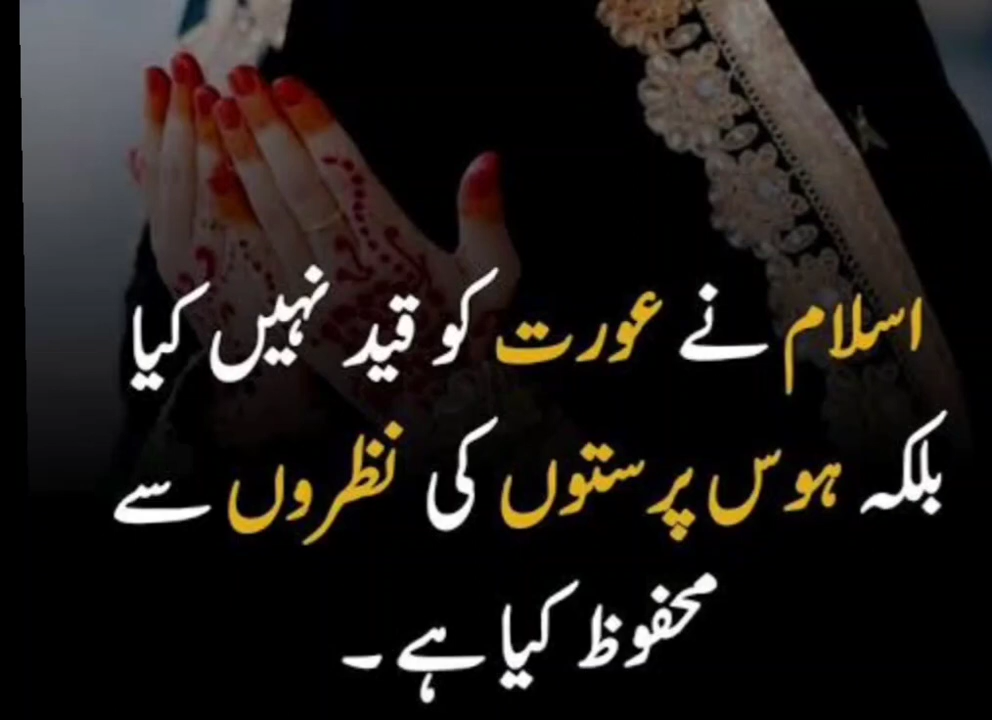 اسلام نے عورت کو قید نہیں کیا
بلکہ ہوس پرستوں کی نظروں سے
محفوظ کیا ہے۔